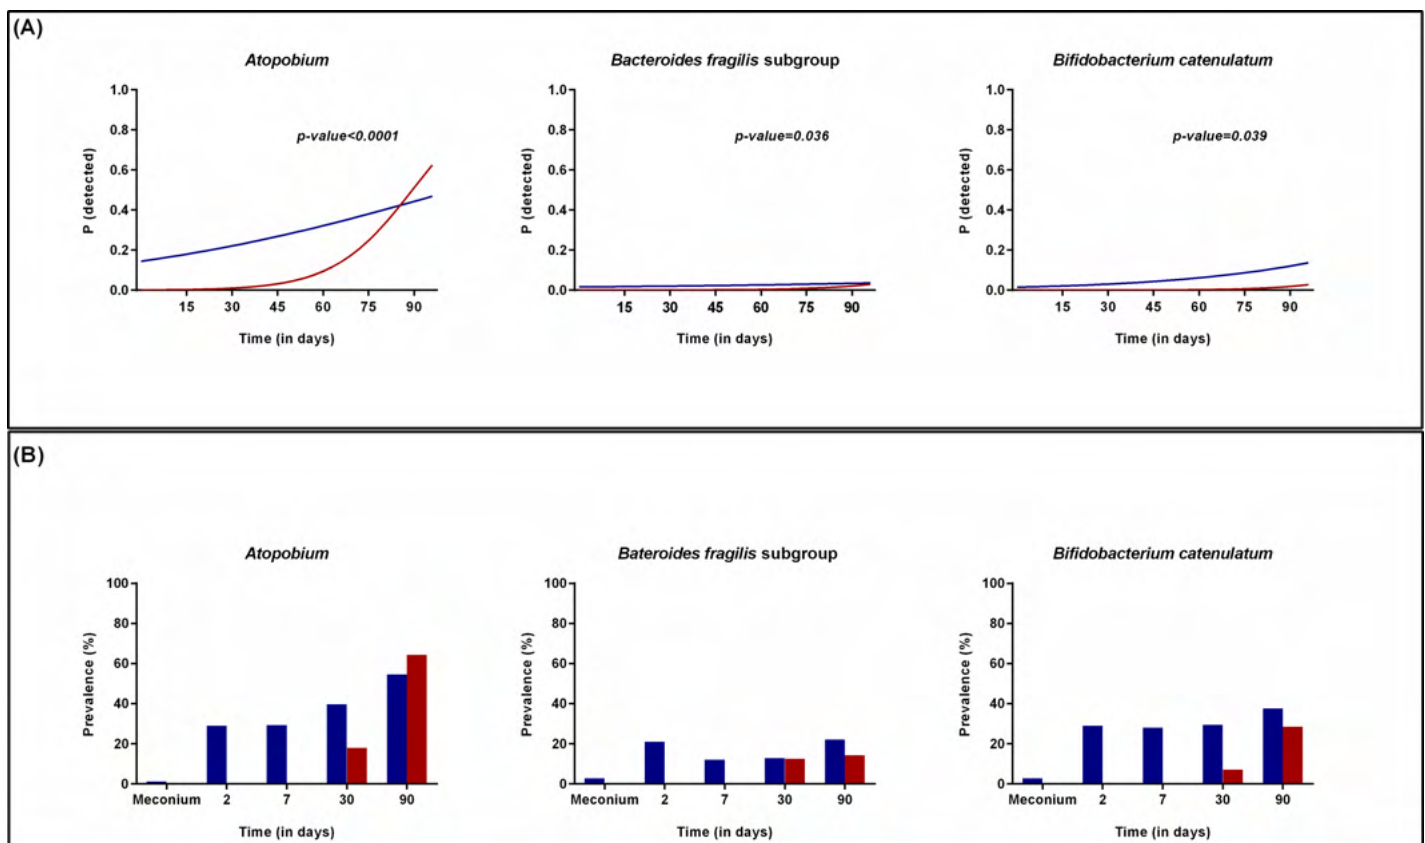 (A)
Atopobium
Bacteroides fragilis subgroup
Bifidobacterium catenulatum
1.0
0.8
0.6
0.4
0.2
0.0
P (detected)
p-value<0.0001
15 30 45 60 75 90
Time (in days)
1.0
0.8
0.6
0.4
0.2
0.0
P (detected)
p-value=0.036
15 30 45 60 75 90
Time (in days)
1.0
0.8
0.6
0.4
0.2
0.0
P (detected)
p-value=0.039
15 30 45 60 75 90
Time (in days)
(B)
Atopobium
Bateroides fragilis subgroup
Bifidobacterium catenulatum
100
80
60
40
20
0
Prevalence (%)
Meconium 2 7 30 90
Time (in days)
100
80
60
40
20
0
Prevalence (%)
Meconium 2 7 30 90
Time (in days)
100
80
60
40
20
0
Prevalence (%)
Meconium 2 7 30 90
Time (in days)